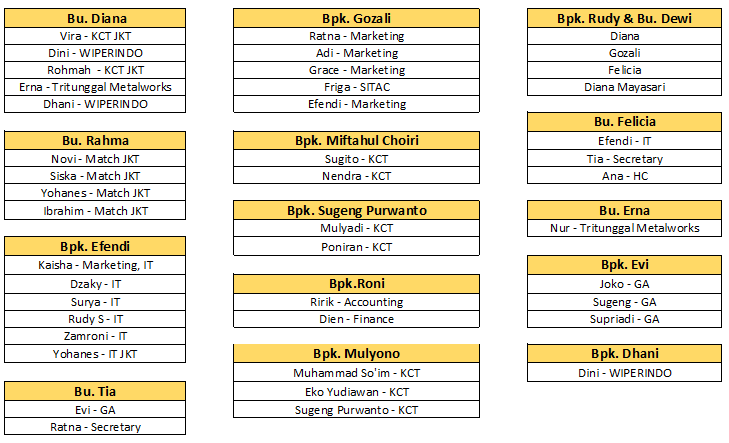 Bu. Diana
Vira - KCT JKT
Dini - WIPERINDO
Rohmah - KCT JKT
Erna - Tritunggal Metalworks
Dhani - WIPERINDO
Bu. Rahma
Novi - Match JKT
Siska - Match JKT
Yohanes - Match JKT
Ibrahim - Match JKT
Bpk. Efendi
Kaisha - Marketing, IT
Dzaky - IT
Surya - IT
Rudy S - IT
Zamroni - IT
Yohanes - IT JKT
Bu. Tia
Evi - GA
Ratna - Secretary
Bpk. Gozali
Ratna - Marketing
Adi - Marketing
Grace - Marketing
Friga - SITAC
Efendi - Marketing
Bpk. Miftahul Choiri
Sugito - KCT
Nendra - KCT
Bpk. Sugeng Purwanto
Mulyadi - KCT
Poniran - KCT
Bpk.Roni
Ririk - Accounting
Dien - Finance
Bpk. Mulyono
Muhammad So'im - KCT
Eko Yudiawan - KCT
Sugeng Purwanto - KCT
Bpk. Rudy & Bu. Dewi
Diana
Gozali
Felicia
Diana Mayasari
Bu. Felicia
Efendi - IT
Tia - Secretary
Ana - HC
Bu. Erna
Nur - Tritunggal Metalworks
Bpk. Evi
Joko - GA
Sugeng - GA
Supriadi - GA
Bpk. Dhani
Dini - WIPERINDO